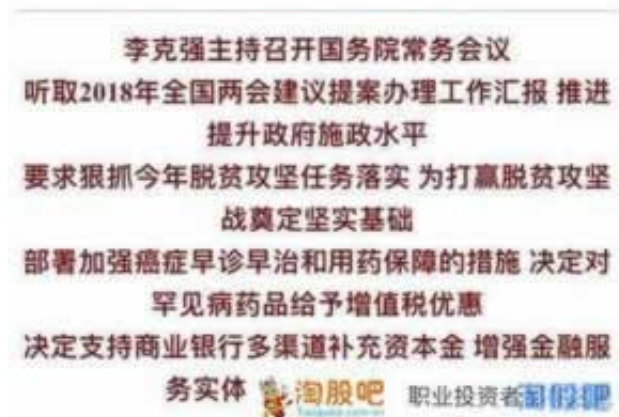 李克强主持召开国务院常务会议
听取2018年全国两会建议提案办理工作汇报 推进
提升政府施政水平
要求狠抓今年脱贫攻坚任务落实 为打赢脱贫攻坚
战奠定坚实基础
部署加强癌症早诊早治和用药保障的措施 决定对
罕见病药品给予增值税优惠
决定支持商业银行多渠道补充资本金 增强金融服
务实体 淘股吧 职业投资者淘股吧